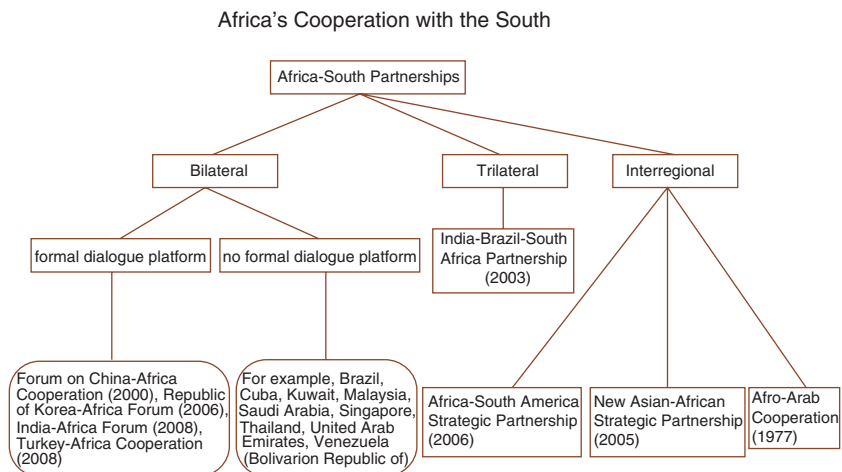 Africa's Cooperation with the South
Africa-South Partnerships
Bilateral
Trilateral
Interregional
formal dialogue platform
no formal dialogue platform
India-Brazil-South
Africa Partnership
(2003)
Forum on China-Africa
Cooperation (2000), Republic
of Korea-Africa Forum (2006),
India-Africa Forum (2008),
Turkey-Africa Cooperation
(2008)
For example, Brazil,
Cuba, Kuwait, Malaysia,
Saudi Arabia, Singapore,
Thailand, United Arab
Emirates, Venezuela
(Bolivarion Republic of)
Africa-South America
Strategic Partnership
(2006)
New Asian-African
Strategic Partnership
(2005)
Afro-Arab
Cooperation
(1977)